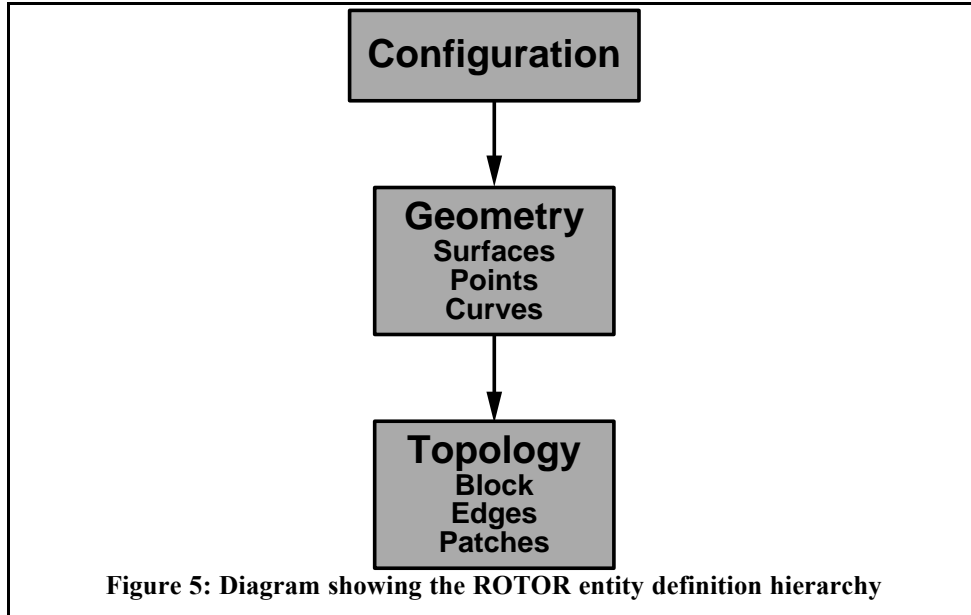 Configuration
Geometry
Surfaces
Points
Curves
Topology
Block
Edges
Patches
Figure 5: Diagram showing the ROTOR entity definition hierarchy